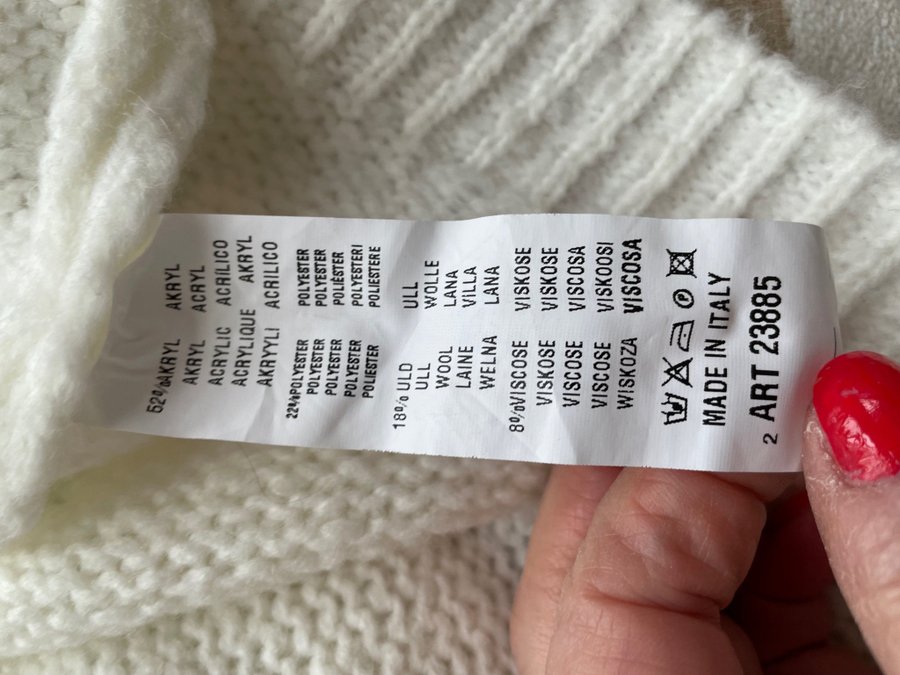 52%AKRYL AKRYL
AKRYL ACRYL
ACRYLIC ACRÍLICO
ACRYLIQUE AKRYL
AKRYYLI ACRILICO
22%POLYESTER POLYESTER
POLYESTER POLYESTER
POLYESTER POLIÉSTER
POLYESTER POLYESTERI
POLIESTER POLIESTERE
18% ULD ULL
ULL WOLLE
WOOL LANA
LAINE VILLA
WELNA LANA
8%VISCOSE VISKOSE
VISKOSE VISKOSE
VISCOSE VISCOSA
VISCOSE VISKOOSI
WISKOZA VISCOSA
P
MADE IN ITALY
2 ART 23885